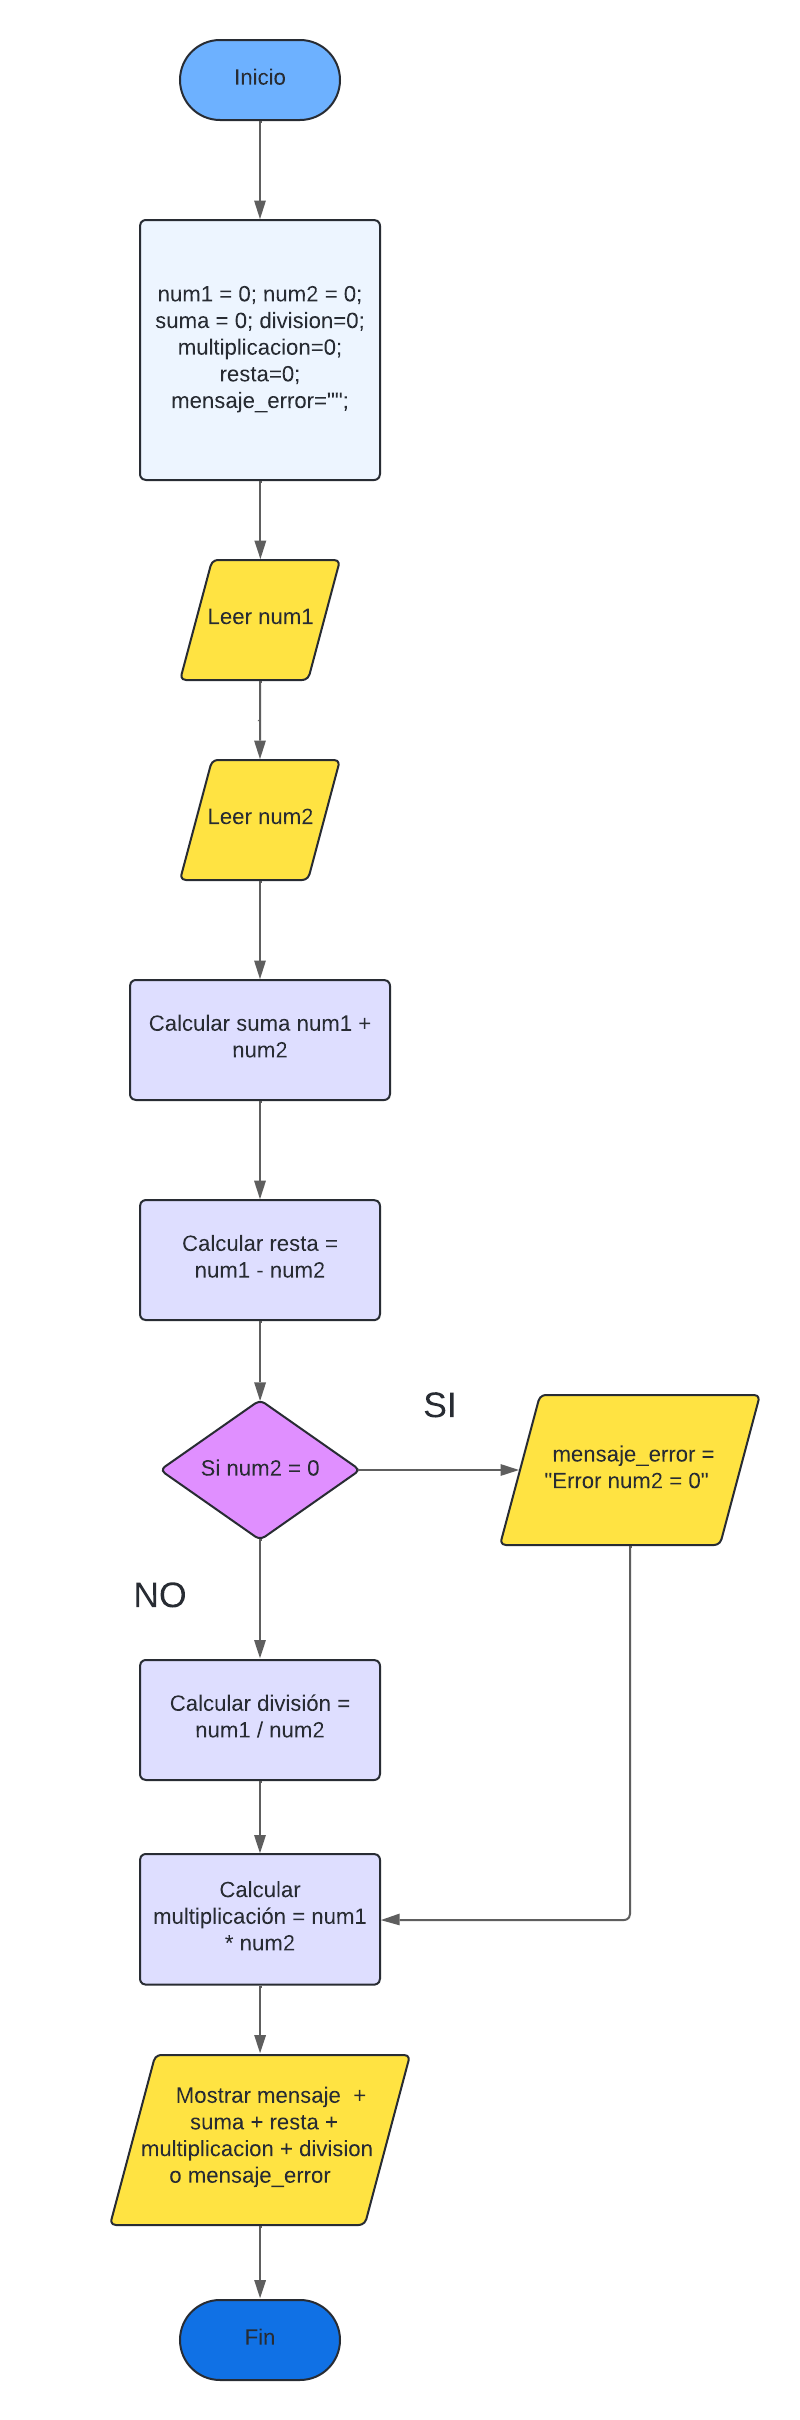 Inicio
num1 = 0; num2 = 0;
suma = 0; division=0;
multiplicacion=0;
resta=0;
mensaje_error="";
Leer num1
Leer num2
Calcular suma num1 +
num2
Calcular resta =
num1 - num2
Si num2 = 0
SI
mensaje_error =
"Error num2 = 0"
NO
Calcular división =
num1 / num2
Calcular
multiplicación = num1
* num2
Mostrar mensaje  +
suma + resta +
multiplicacion + division
o mensaje_error
Fin